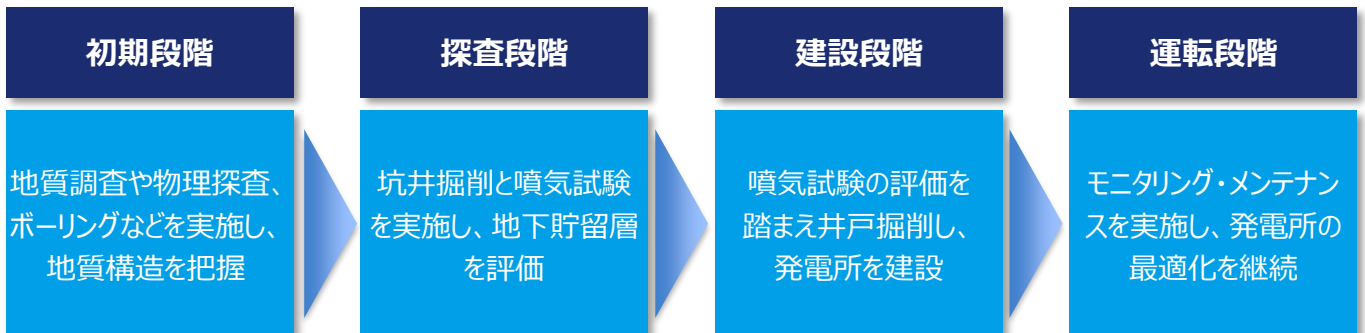 初期段階
地質調査や物理探査、
ボーリングなどを実施し、
地質構造を把握
探査段階
坑井掘削と噴気試験
を実施し、地下貯留層
を評価
建設段階
噴気試験の評価を
踏まえ井戸掘削し、
発電所を建設
運転段階
モニタリング・メンテナン
スを実施し、発電所の
最適化を継続